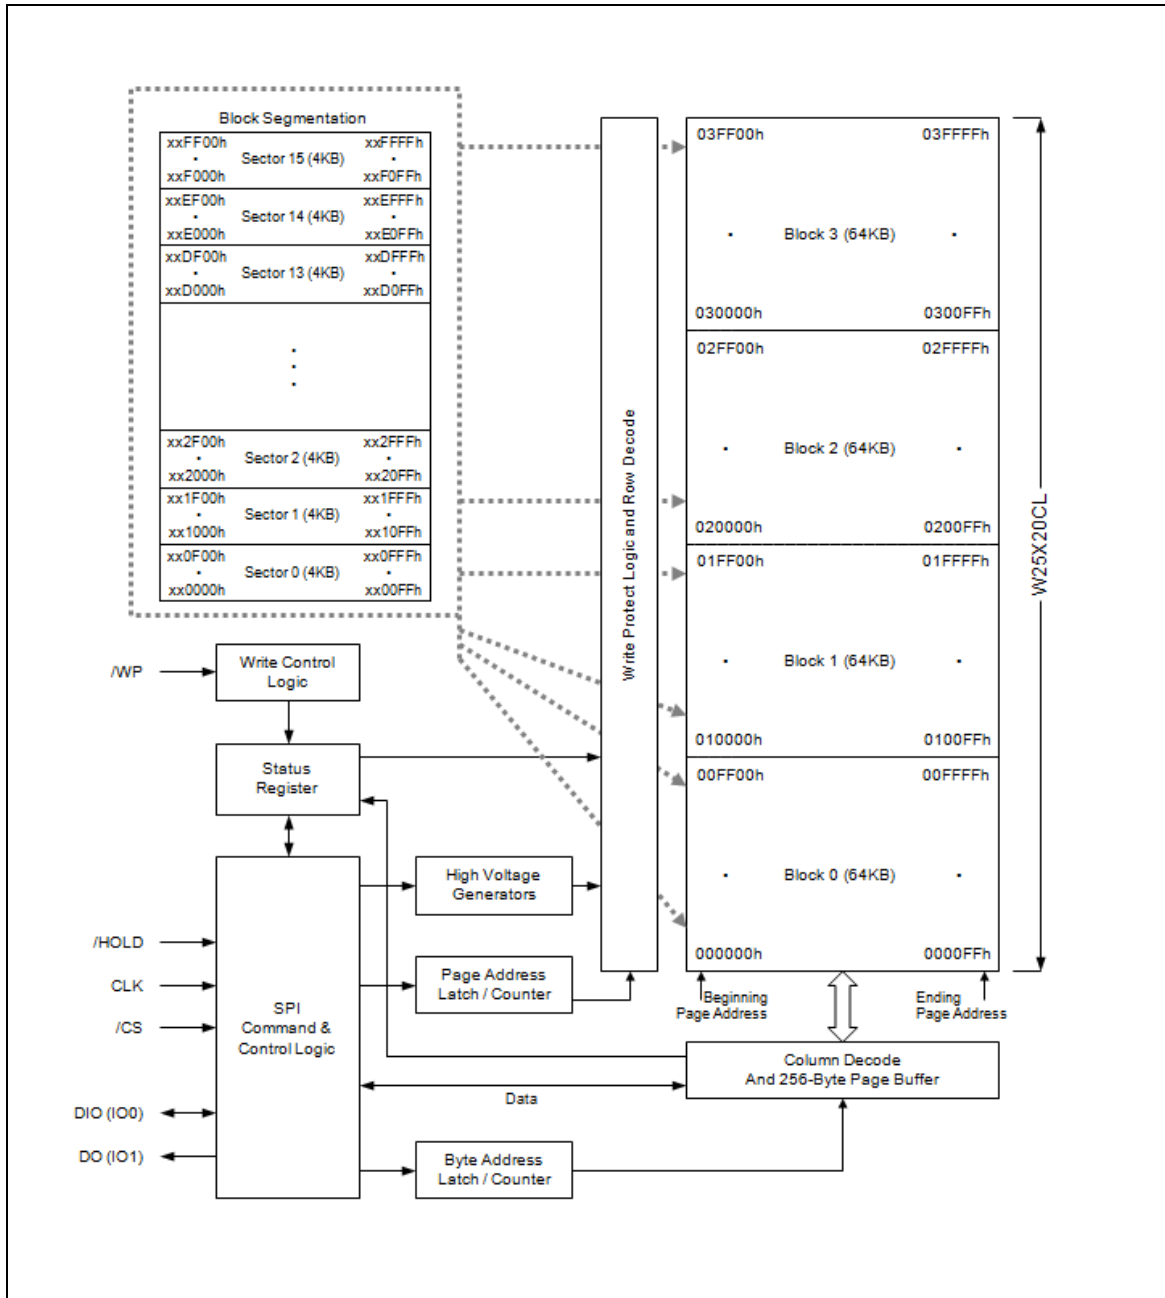 Block Segmentation
xxFF00h xxFFFFh
Sector 15 (4KB)
xxF000h xxF0FFh
xxEF00h xxEFFFh
Sector 14 (4KB)
xxE000h xxE0FFh
xxDF00h xxDFFFh
Sector 13 (4KB)
xxD000h xxD0FFh
xx2F00h xx2FFFh
Sector 2 (4KB)
xx2000h xx20FFh
xx1F00h xx1FFFh
Sector 1 (4KB)
xx1000h xx10FFh
xx0F00h xx0FFFh
Sector 0 (4KB)
xx0000h xx00FFh
Write Protect Logic and Row Decode
03FF00h 03FFFFh
Block 3 (64KB)
030000h 0300FFh
02FF00h 02FFFFh
Block 2 (64KB)
020000h 0200FFh
01FF00h 01FFFFh
Block 1 (64KB)
010000h 0100FFh
00FF00h 00FFFFh
Block 0 (64KB)
000000h 0000FFh
W25X20CL
Beginning
Page Address
Ending
Page Address
/WP
Write Control
Logic
Status
Register
High Voltage
Generators
/HOLD
CLK
/CS
DIO (IO0)
DO (IO1)
SPI
Command &
Control Logic
Page Address
Latch / Counter
Column Decode
And 256-Byte Page Buffer
Data
Byte Address
Latch / Counter